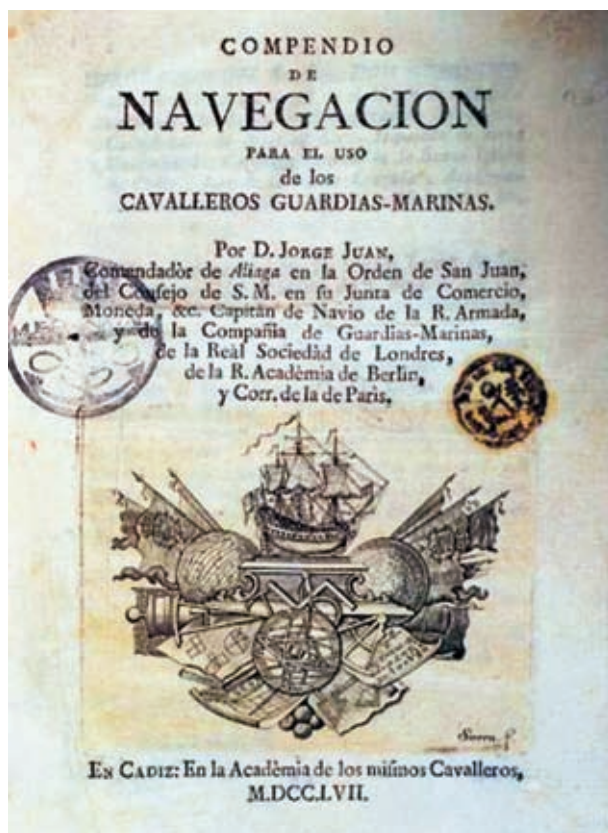 COMPENDIO
DE
NAVEGACION
PARA EL USO
de los
CAVALLEROS GUARDIAS-MARINAS.
Por D. JORGE JUAN,
Comendadòr de Aliaga en la Orden de San Juan,
del Consejo de S. M. en su Junta de Comercio,
Moneda, &c. Capitán de Navio de la R. Armada,
y de la Compañia de Guardias-Marinas,
de la Reàl Sociedàd de Londres,
de la R. Acadèmia de Berlin,
y Corr. de la de Paris,
EN CADIZ: En la Acadèmia de los mismos Cavalleros,
M.DCC.LVII.